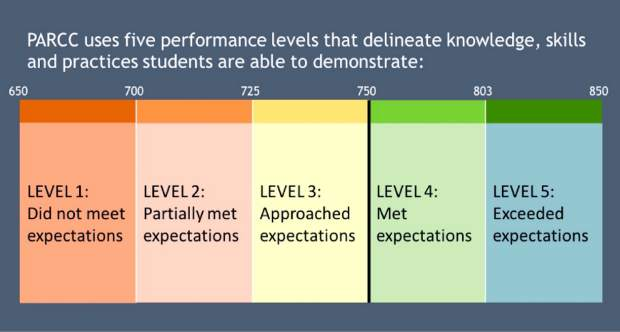 PARCC uses five performance levels that delineate knowledge, skills
and practices students are able to demonstrate:
650 700 725 750 803 850
LEVEL 1:
Did not meet
expectations
LEVEL 2:
Partially met
expectations
LEVEL 3:
Approached
expectations
LEVEL 4:
Met
expectations
LEVEL 5:
Exceeded
expectations